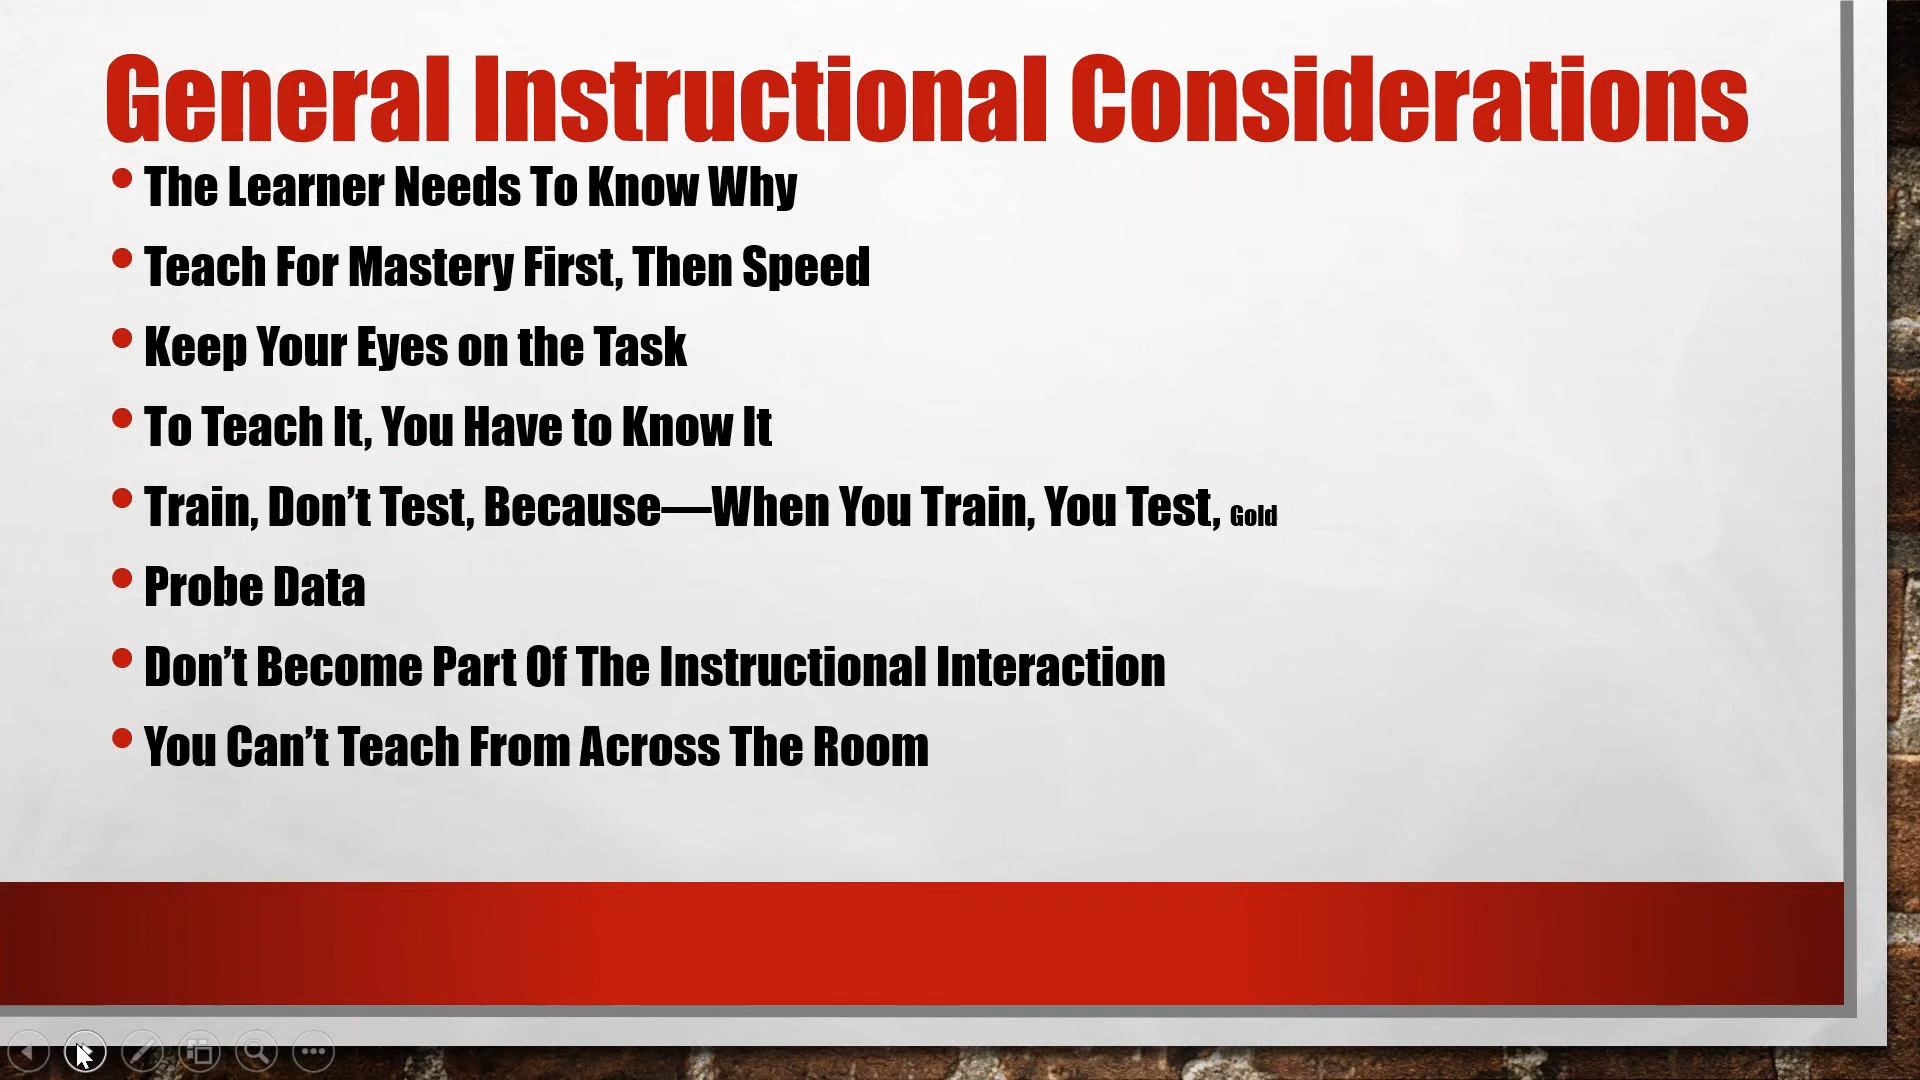 General Instructional Considerations
• The Learner Needs To Know Why
• Teach For Mastery First, Then Speed
• Keep Your Eyes on the Task
• To Teach It, You Have to Know It
• Train, Don’t Test, Because—When You Train, You Test, Gold
• Probe Data
• Don’t Become Part Of The Instructional Interaction
• You Can’t Teach From Across The Room